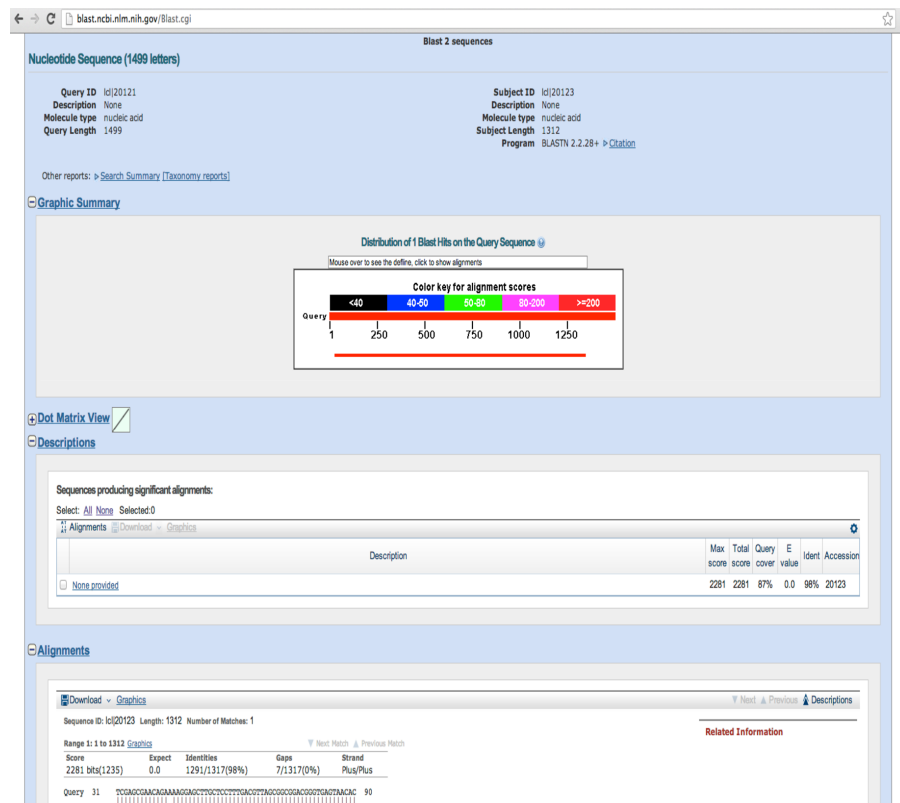 blast.ncbi.nlm.nih.gov/Blast.cgi
Blast 2 sequences
Nucleotide Sequence (1499 letters)
Query ID lcl|20121
Description None
Molecule type nucleic acid
Query Length 1499
Subject ID lcl|20123
Description None
Molecule type nucleic acid
Subject Length 1312
Program BLASTN 2.2.28+ Citation
Other reports: Search Summary [Taxonomy reports]
Graphic Summary
Distribution of 1 Blast Hits on the Query Sequence
Mouse over to see the defline, click to show alignments
Color key for alignment scores
<40 40-50 50-80 80-200 >=200
Query
1 250 500 750 1000 1250
Dot Matrix View
Descriptions
Sequences producing significant alignments:
Select: All None Selected:0
Alignments Download Graphics
Description Max score Total score Query cover E value Ident Accession
None provided 2281 2281 87% 0.0 98% 20123
Alignments
Download Graphics Next Previous Descriptions
Sequence ID: lcl|20123 Length: 1312 Number of Matches: 1
Related Information
Range 1: 1 to 1312 Graphics Next Match Previous Match
Score Expect Identities Gaps Strand
2281 bits(1235) 0.0 1291/1317(98%) 7/1317(0%) Plus/Plus
Query 31 TCGAGCGAACAGAAAAGGAGCTTGCTCCTTTGACGTTAGCGGCGGACGGGTGAGTAACAC 90